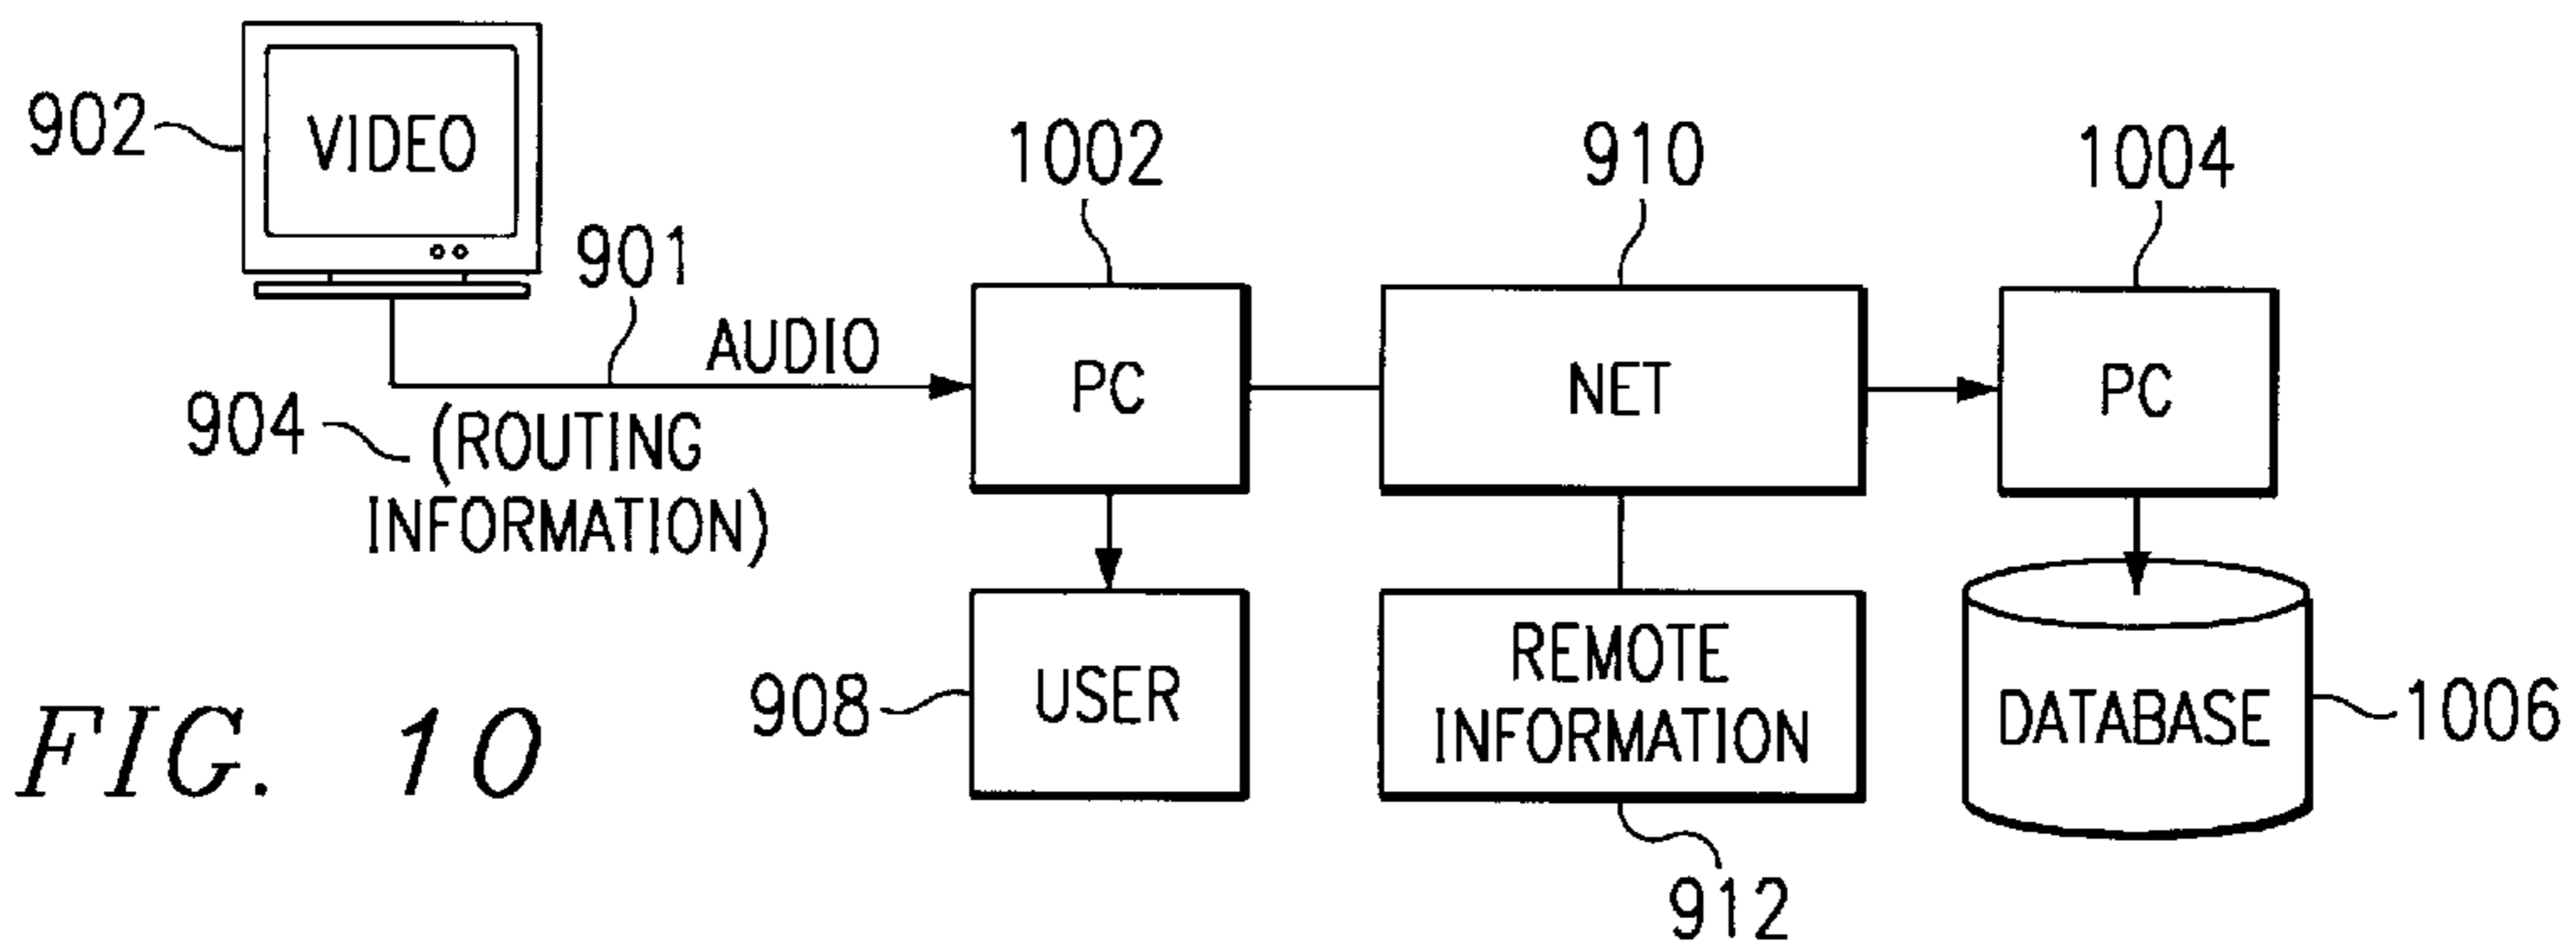 902
VIDEO
901
AUDIO
904
(ROUTING
INFORMATION)
1002
PC
910
NET
1004
PC
908
USER
REMOTE
INFORMATION
912
DATABASE
1006
FIG. 10